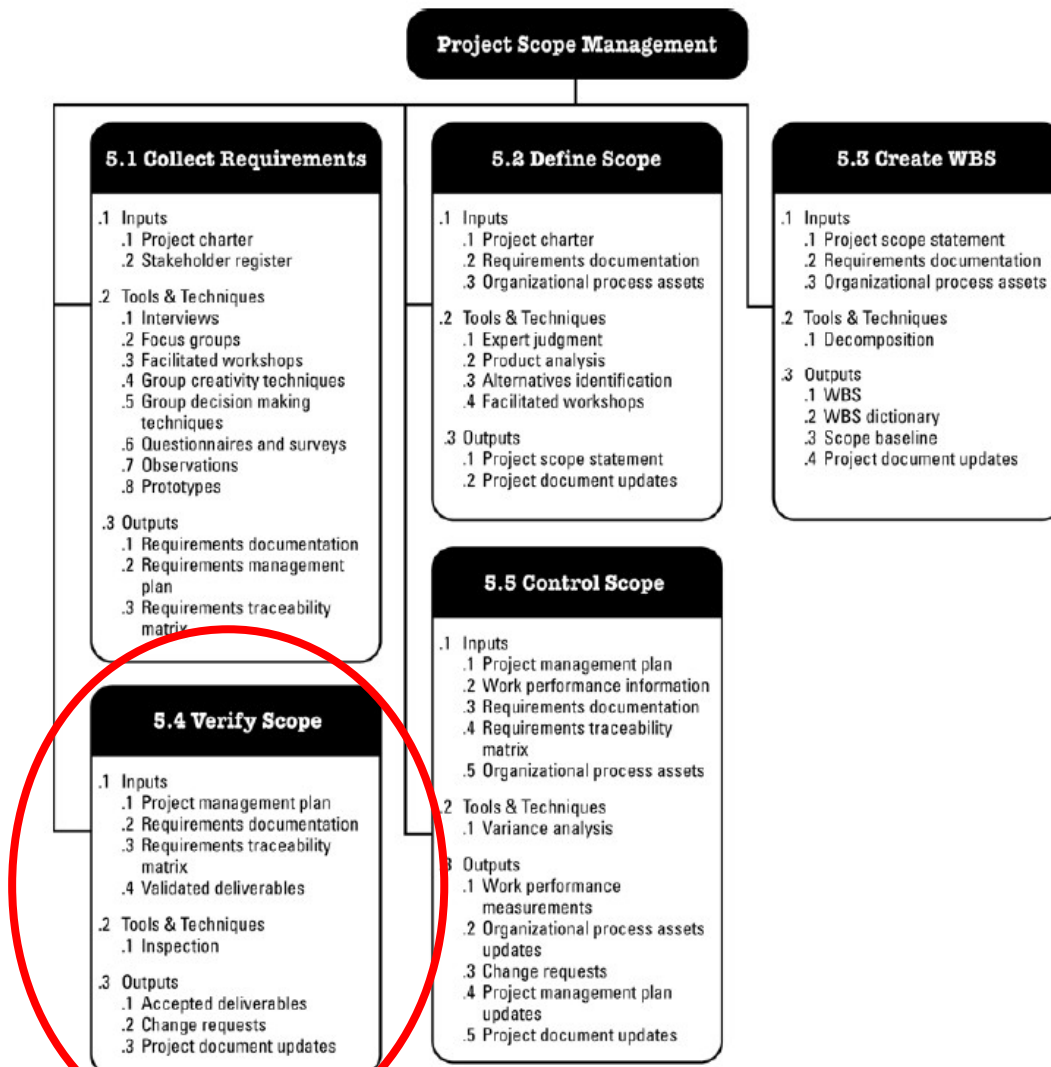 Project Scope Management
5.1 Collect Requirements
.1 Inputs
.1 Project charter
.2 Stakeholder register
.2 Tools & Techniques
.1 Interviews
.2 Focus groups
.3 Facilitated workshops
.4 Group creativity techniques
.5 Group decision making
techniques
.6 Questionnaires and surveys
.7 Observations
.8 Prototypes
.3 Outputs
.1 Requirements documentation
.2 Requirements management
plan
.3 Requirements traceability
matrix
5.2 Define Scope
.1 Inputs
.1 Project charter
.2 Requirements documentation
.3 Organizational process assets
.2 Tools & Techniques
.1 Expert judgment
.2 Product analysis
.3 Alternatives identification
.4 Facilitated workshops
.3 Outputs
.1 Project scope statement
.2 Project document updates
5.3 Create WBS
.1 Inputs
.1 Project scope statement
.2 Requirements documentation
.3 Organizational process assets
.2 Tools & Techniques
.1 Decomposition
.3 Outputs
.1 WBS
.2 WBS dictionary
.3 Scope baseline
.4 Project document updates
5.4 Verify Scope
.1 Inputs
.1 Project management plan
.2 Requirements documentation
.3 Requirements traceability
matrix
.4 Validated deliverables
.2 Tools & Techniques
.1 Inspection
.3 Outputs
.1 Accepted deliverables
.2 Change requests
.3 Project document updates
5.5 Control Scope
.1 Inputs
.1 Project management plan
.2 Work performance information
.3 Requirements documentation
.4 Requirements traceability
matrix
.5 Organizational process assets
.2 Tools & Techniques
.1 Variance analysis
.3 Outputs
.1 Work performance
measurements
.2 Organizational process assets
updates
.3 Change requests
.4 Project management plan
updates
.5 Project document updates